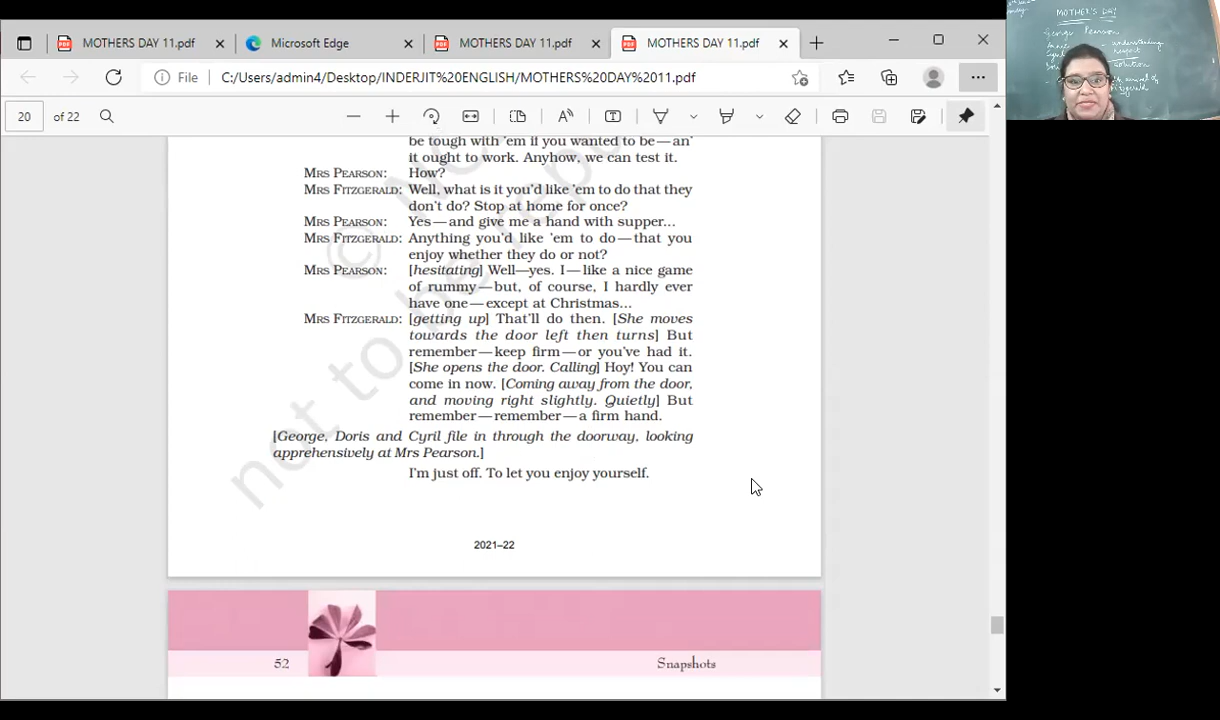 MOTHERS DAY 11.pdf
Microsoft Edge
MOTHERS DAY 11.pdf
MOTHERS DAY 11.pdf
File
C:/Users/admin4/Desktop/INDERJIT%20ENGLISH/MOTHERS%20DAY%2011.pdf
20 of 22
be tough with 'em if you wanted to be—an'
it ought to work. Anyhow, we can test it.
MRS PEARSON: How?
MRS FITZGERALD: Well, what is it you'd like 'em to do that they
don't do? Stop at home for once?
MRS PEARSON: Yes—and give me a hand with supper...
MRS FITZGERALD: Anything you'd like 'em to do—that you
enjoy whether they do or not?
MRS PEARSON: [hesitating] Well—yes. I—like a nice game
of rummy—but, of course, I hardly ever
have one—except at Christmas...
MRS FITZGERALD: [getting up] That'll do then. [She moves
towards the door left then turns] But
remember—keep firm—or you've had it.
[She opens the door. Calling] Hoy! You can
come in now. [Coming away from the door,
and moving right slightly. Quietly] But
remember—remember—a firm hand.
[George, Doris and Cyril file in through the doorway, looking
apprehensively at Mrs Pearson.]
I'm just off. To let you enjoy yourself.
not to be
2021–22
52
Snapshots
MOTHER'S DAY
George Pearson
understanding
respect
solution
arrival of